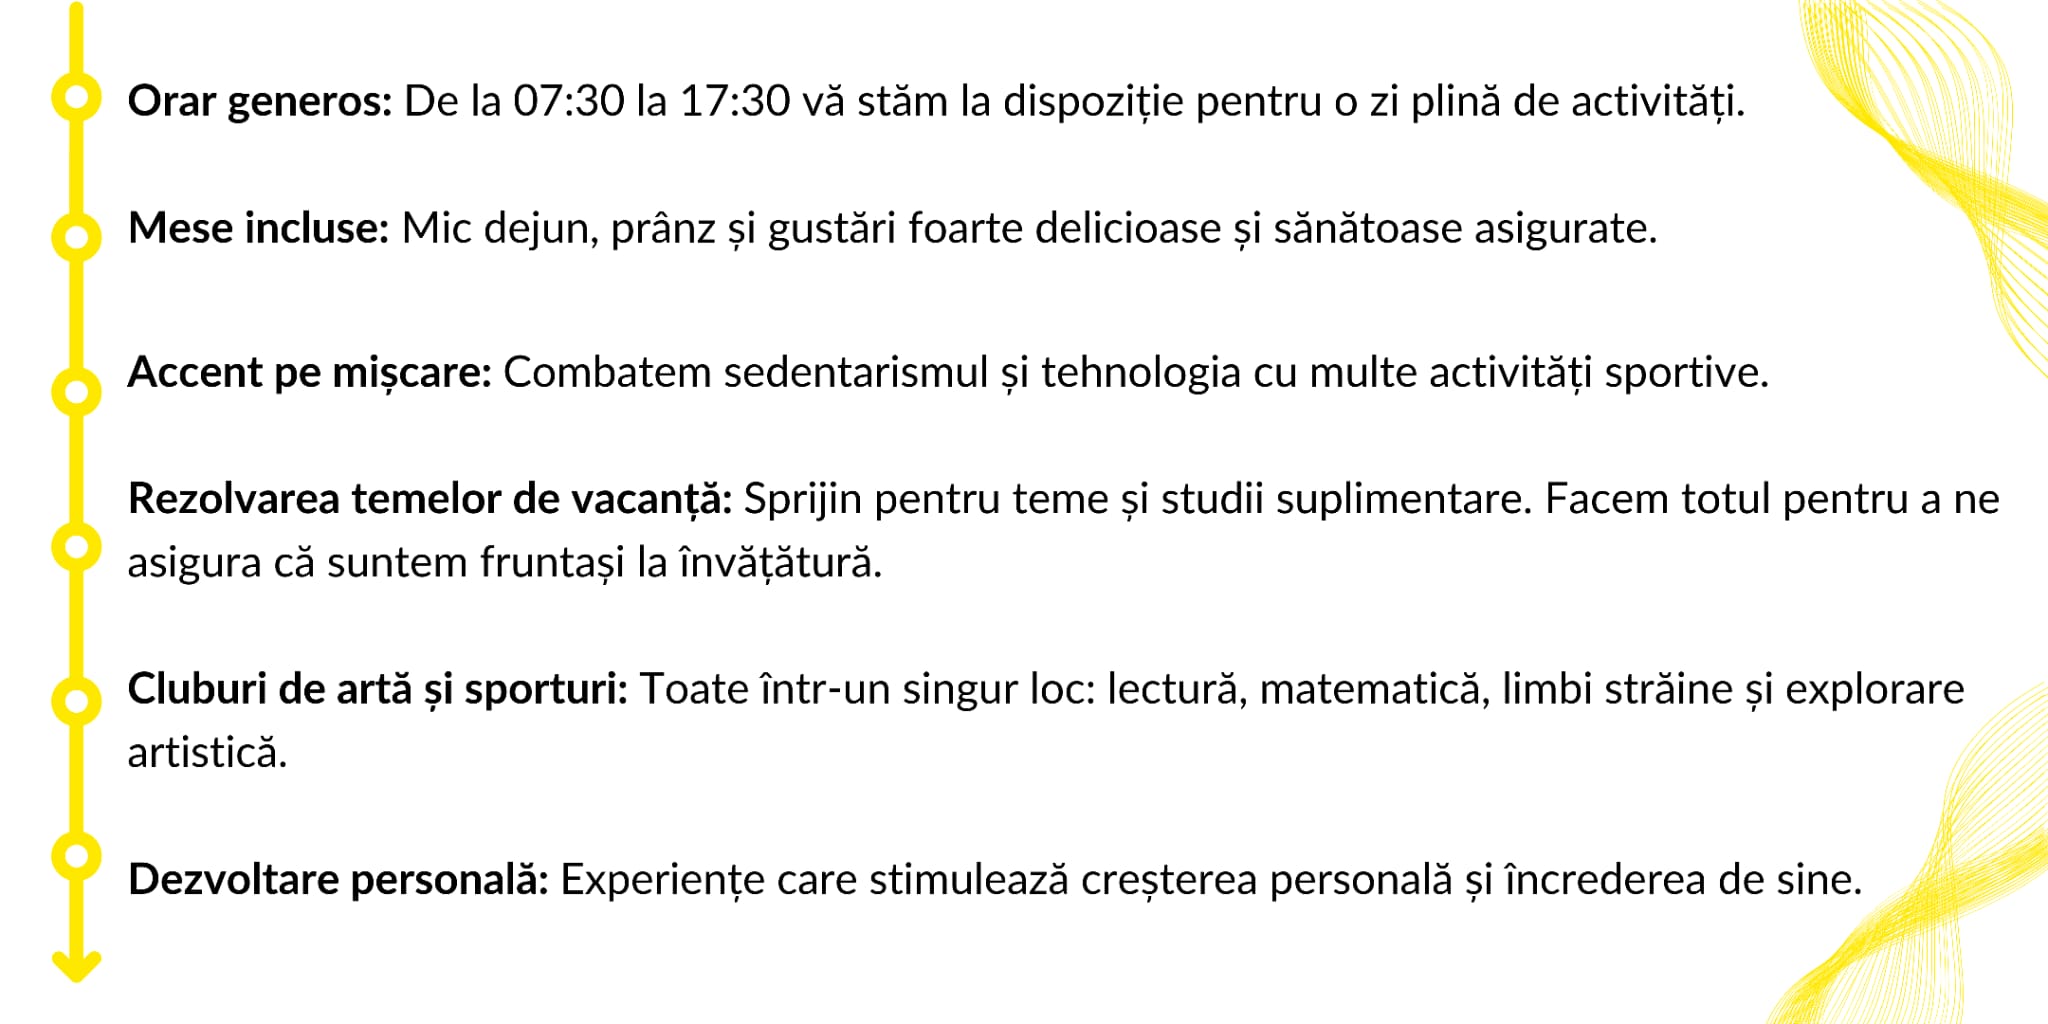 Orar generos: De la 07:30 la 17:30 vă stăm la dispoziție pentru o zi plină de activități.
Mese incluse: Mic dejun, prânz și gustări foarte delicioase și sănătoase asigurate.
Accent pe mișcare: Combatem sedentarismul și tehnologia cu multe activități sportive.
Rezolvarea temelor de vacanță: Sprijin pentru teme și studii suplimentare. Facem totul pentru a ne
asigura că suntem fruntași la învățătură.
Cluburi de artă și sporturi: Toate într-un singur loc: lectură, matematică, limbi străine și explorare
artistică.
Dezvoltare personală: Experiențe care stimulează creșterea personală și încrederea de sine.